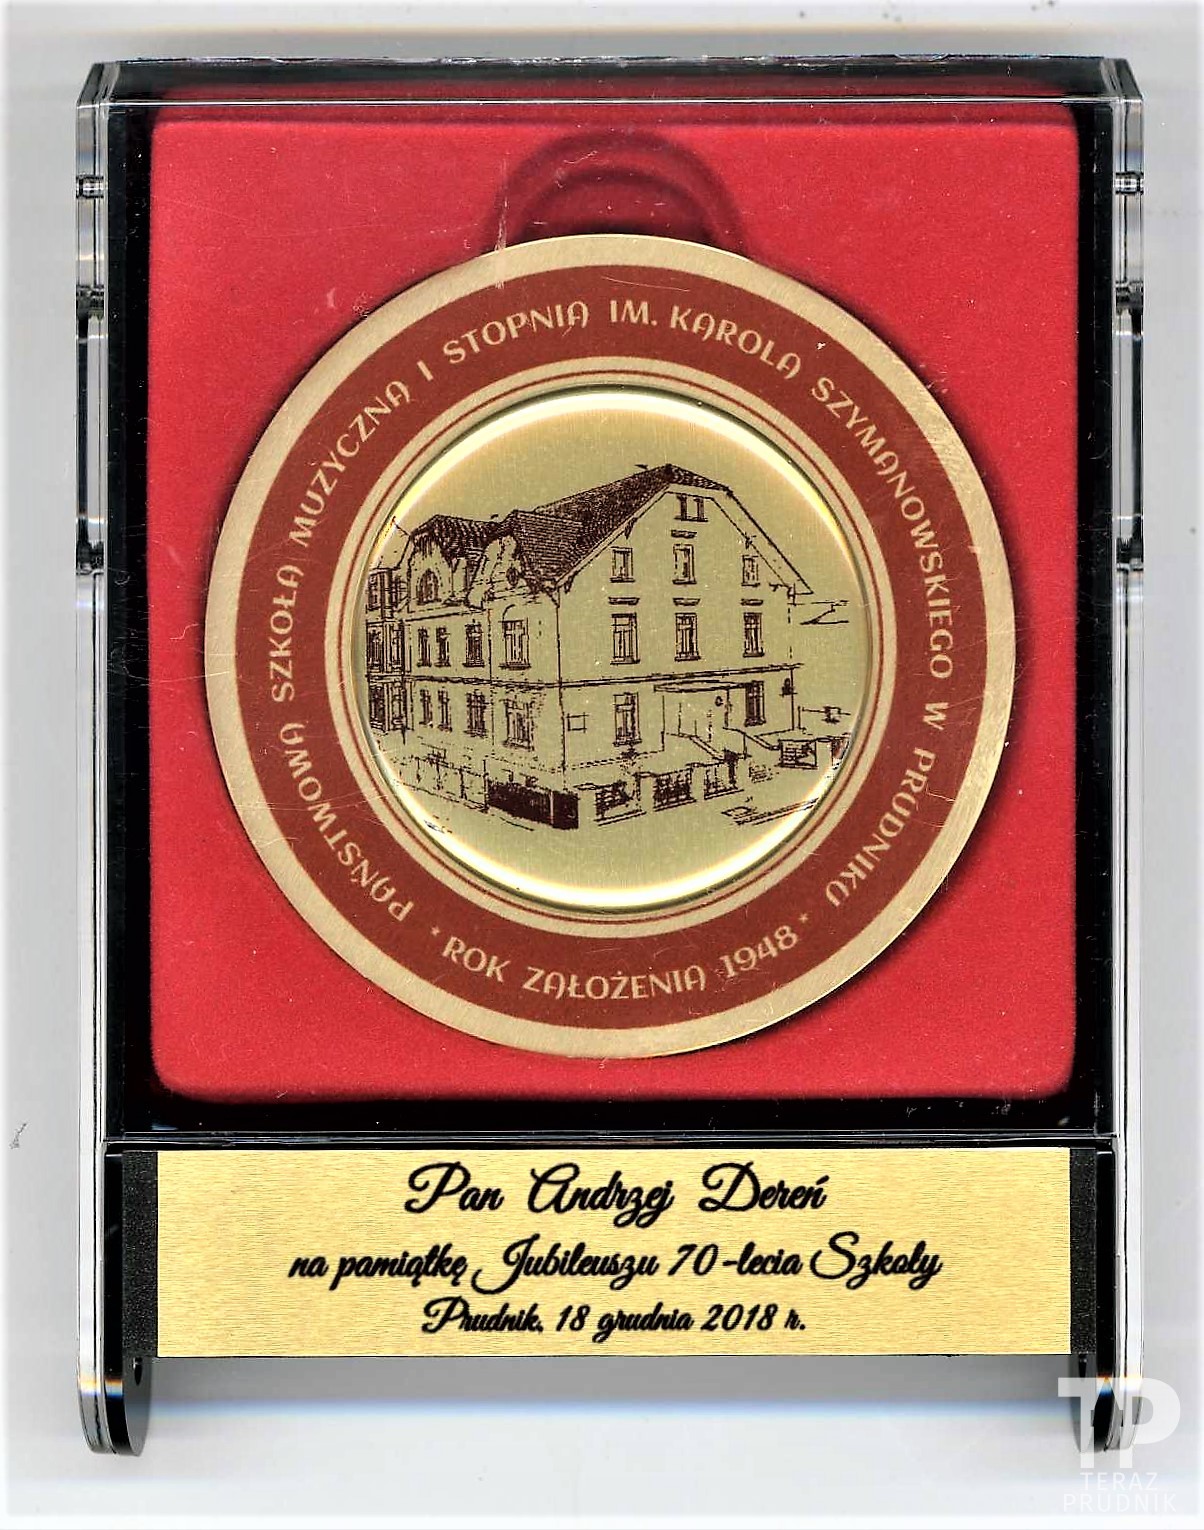 PAŃSTWOWA SZKOŁA MUZYCZNA I STOPNIA IM. KAROLA SZYMANOWSKIEGO W PRUDNIKU
* ROK ZAŁOŻENIA 1948 *
Pan Andrzej Dereń
na pamiątkę Jubileuszu 70-lecia Szkoły
Prudnik, 18 grudnia 2018 r.
TP
TERAZ
PRUDNIK